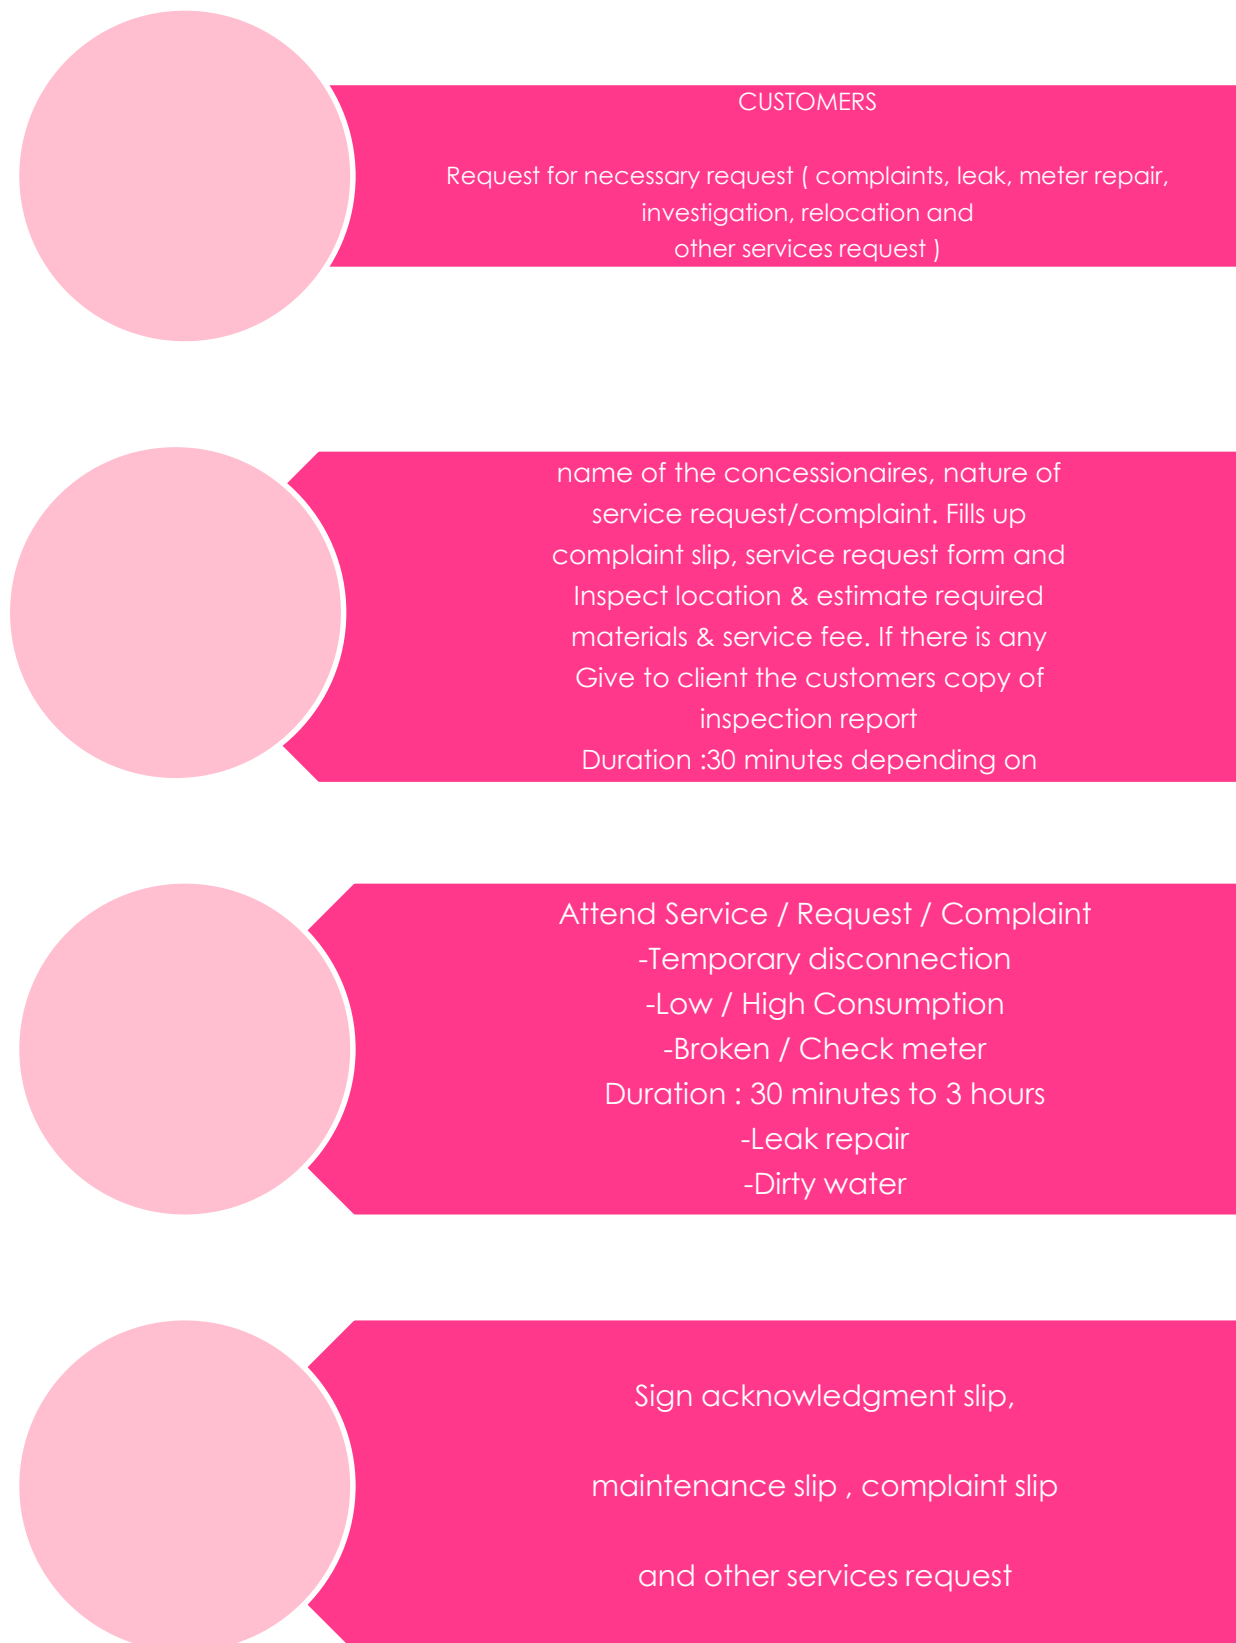 CUSTOMERS
Request for necessary request ( complaints, leak, meter repair,
investigation, relocation and
other services request )
name of the concessionaires, nature of
service request/complaint. Fills up
complaint slip, service request form and
Inspect location & estimate required
materials & service fee. If there is any
Give to client the customers copy of
inspection report
Duration :30 minutes depending on
Attend Service / Request / Complaint
-Temporary disconnection
-Low / High Consumption
-Broken / Check meter
Duration : 30 minutes to 3 hours
-Leak repair
-Dirty water
Sign acknowledgment slip,
maintenance slip , complaint slip
and other services request